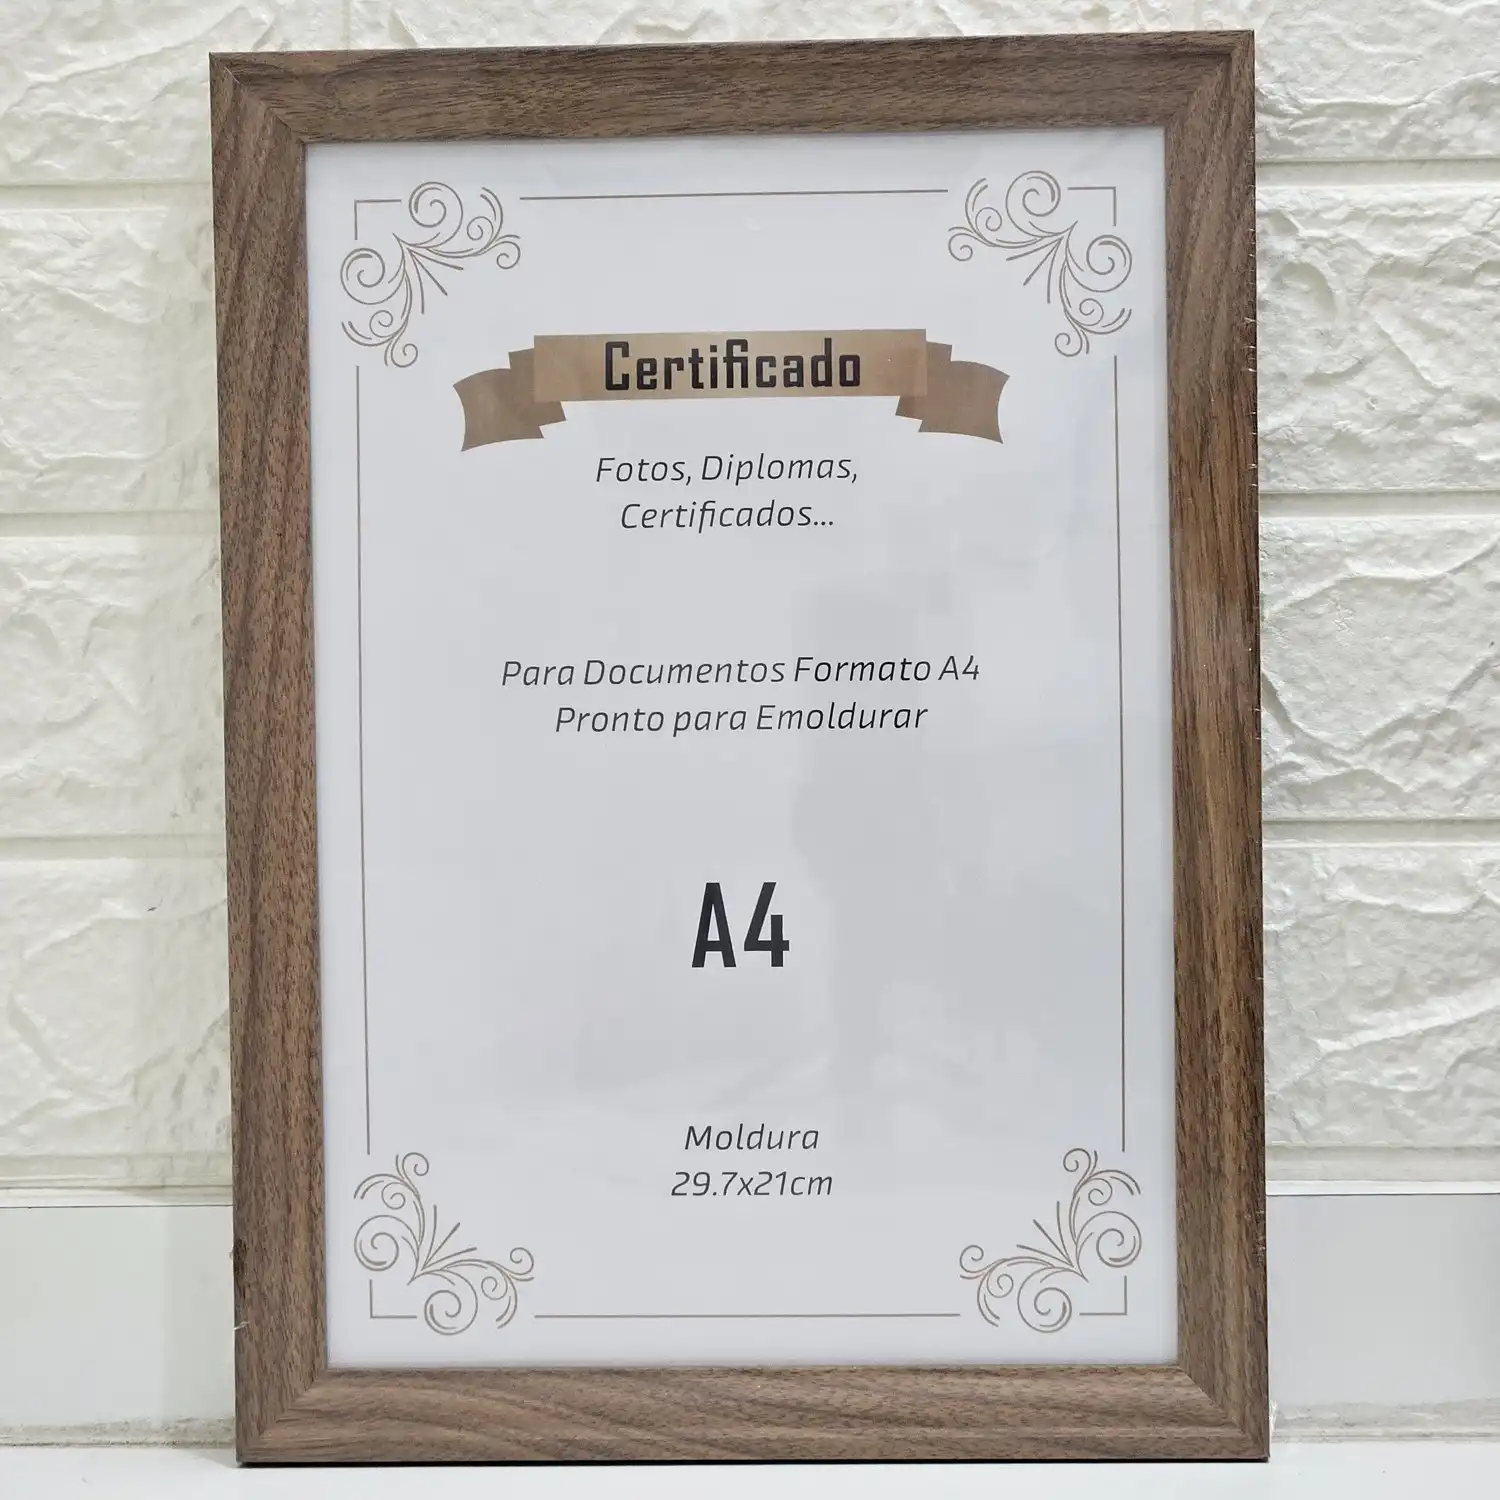 Certificado
Fotos, Diplomas,
Certificados...
Para Documentos Formato A4
Pronto para Emoldurar
A4
Moldura
29.7x21cm